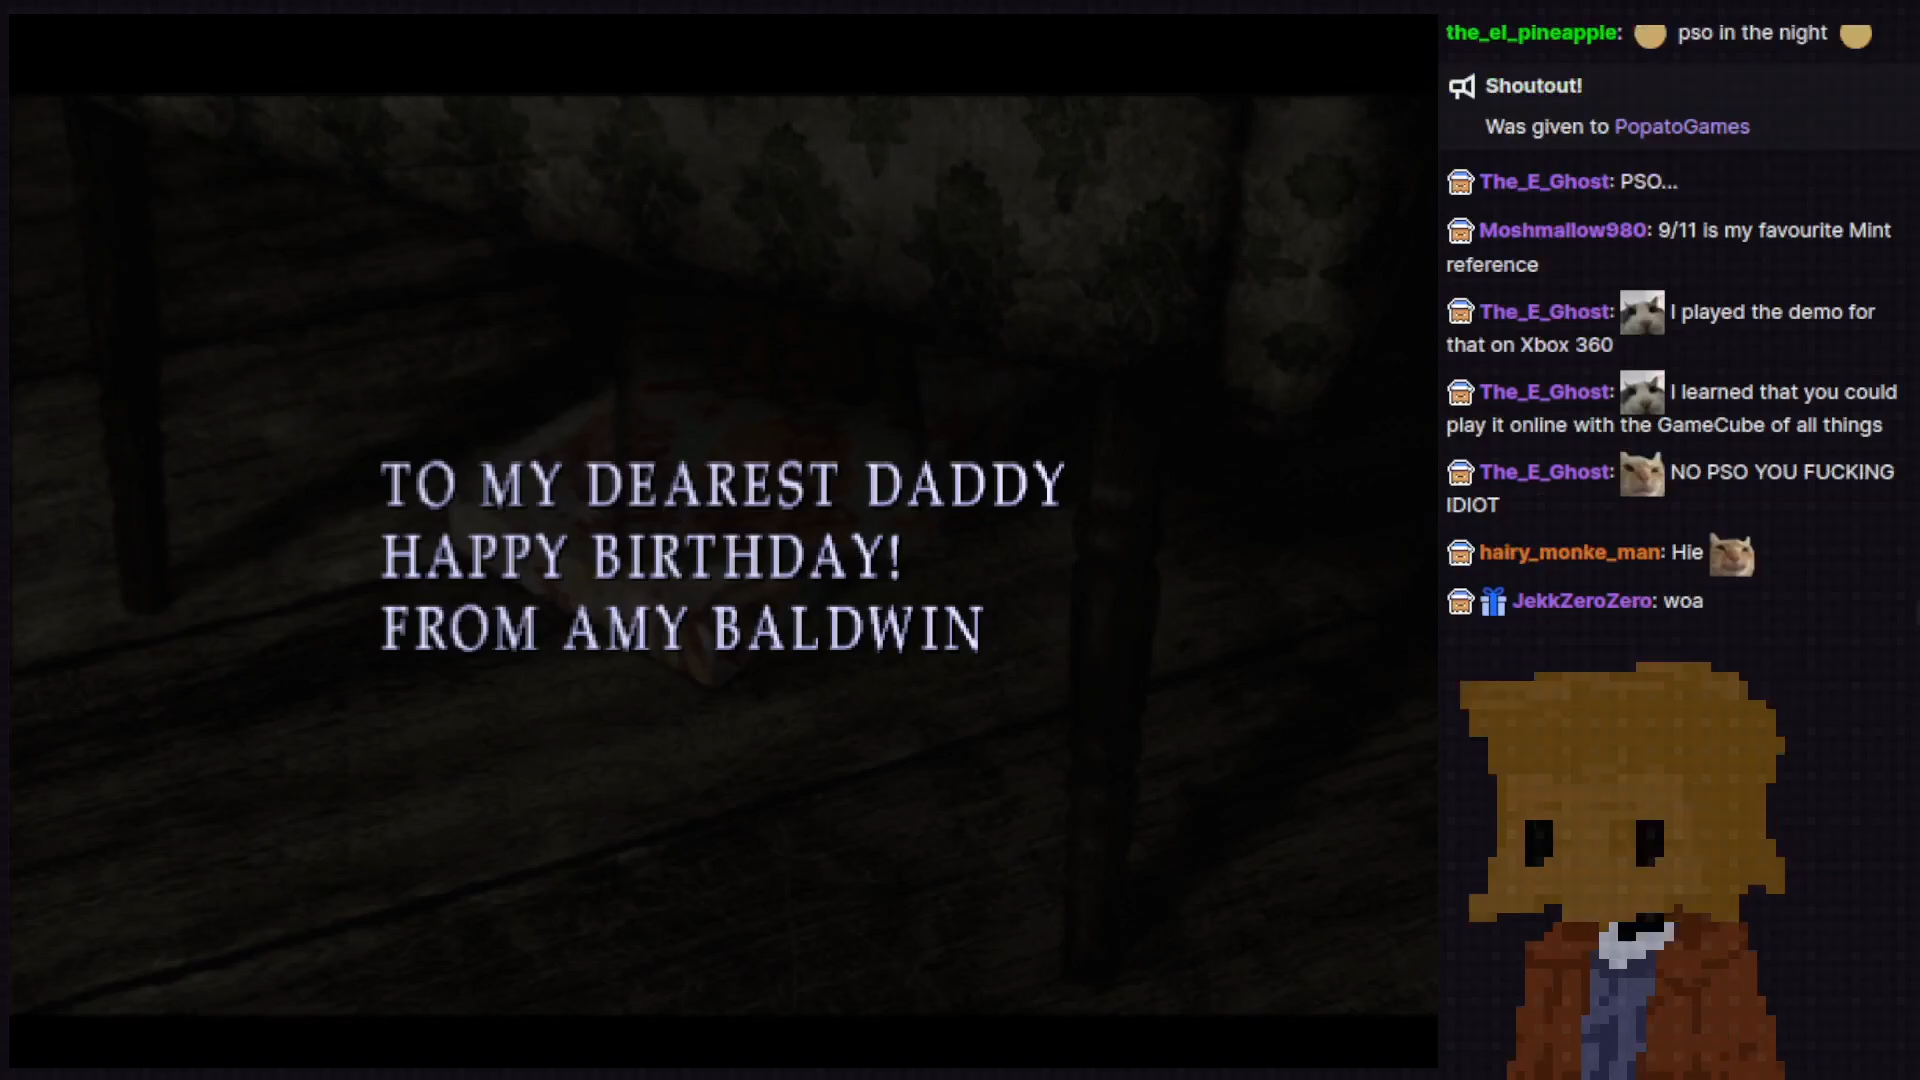 TO MY DEAREST DADDY
HAPPY BIRTHDAY!
FROM AMY BALDWIN
the_el_pineapple: pso in the night
Shoutout!
Was given to PopatoGames
The_E_Ghost: PSO...
Moshmallow980: 9/11 is my favourite Mint
reference
The_E_Ghost: I played the demo for
that on Xbox 360
The_E_Ghost: I learned that you could
play it online with the GameCube of all things
The_E_Ghost: NO PSO YOU FUCKING
IDIOT
hairy_monke_man: Hie
JekkZeroZero: woa